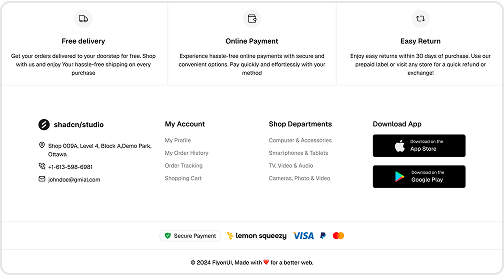 Free delivery
Get your orders delivered to your doorstep for free. Shop
with us and enjoy Your hassle-free shipping on every
purchase
Online Payment
Experience hassle-free online payments with secure and
convenient options. Pay quickly and effortlessly with your
method
Easy Return
Enjoy easy returns within 30 days of purchase. Use our
prepaid label or visit any store for a quick refund or
exchange!
shadcn/studio
Shop 009A, Level 4, Block A,Demo Park,
Ottawa
+1-613-598-6981
johndoe@gmial.com
My Account
My Profile
My Order History
Order Tracking
Shopping Cart
Shop Departments
Computer & Accessories
Smartphones & Tablets
TV, Video & Audio
Cameras, Photo & Video
Download App
Download on the
App Store
Download on the
Google Play
Secure Payment
lemon squeezy
VISA
© 2024 FlyonUI, Made with ❤️ for a better web.